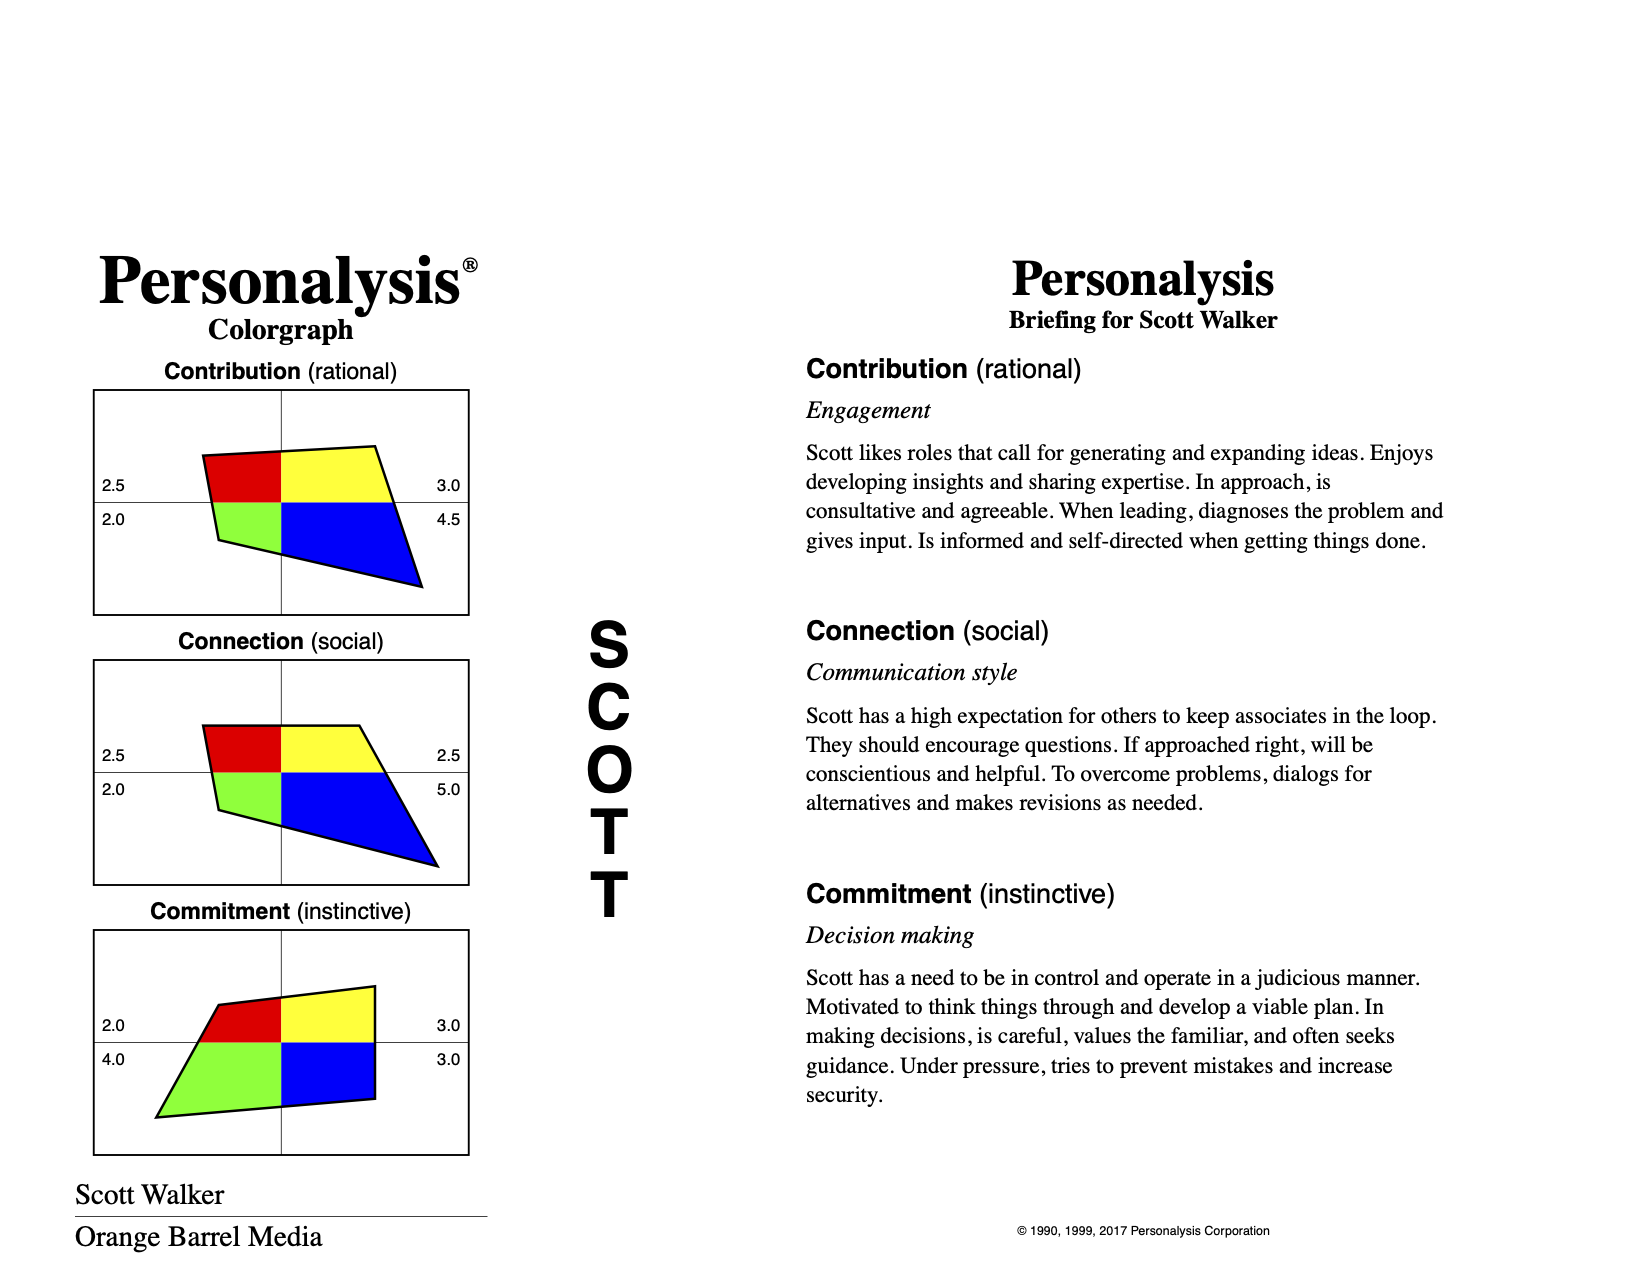 Personalysis®
Colorgraph
Contribution (rational)
2.5
3.0
2.0
4.5
Connection (social)
2.5
2.5
2.0
5.0
Commitment (instinctive)
2.0
3.0
4.0
3.0
Scott Walker
Orange Barrel Media
S
C
O
T
T
Personalysis
Briefing for Scott Walker
Contribution (rational)
Engagement
Scott likes roles that call for generating and expanding ideas. Enjoys
developing insights and sharing expertise. In approach, is
consultative and agreeable. When leading, diagnoses the problem and
gives input. Is informed and self-directed when getting things done.
Connection (social)
Communication style
Scott has a high expectation for others to keep associates in the loop.
They should encourage questions. If approached right, will be
conscientious and helpful. To overcome problems, dialogs for
alternatives and makes revisions as needed.
Commitment (instinctive)
Decision making
Scott has a need to be in control and operate in a judicious manner.
Motivated to think things through and develop a viable plan. In
making decisions, is careful, values the familiar, and often seeks
guidance. Under pressure, tries to prevent mistakes and increase
security.
© 1990, 1999, 2017 Personalysis Corporation